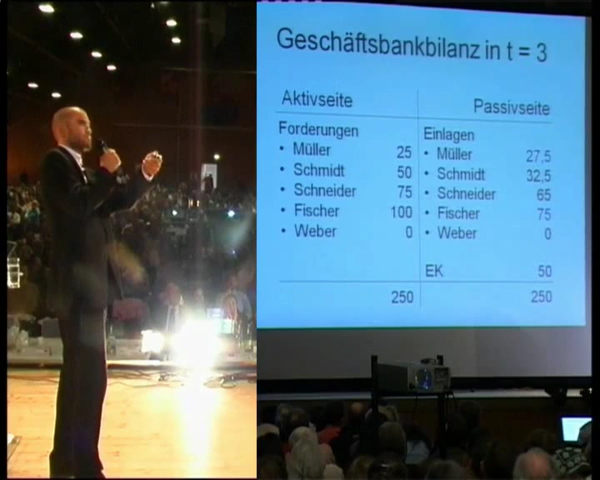 Geschäftsbankbilanz in t = 3
Aktivseite Passivseite
Forderungen Einlagen
• Müller 25 • Müller 27,5
• Schmidt 50 • Schmidt 32,5
• Schneider 75 • Schneider 65
• Fischer 100 • Fischer 75
• Weber 0 • Weber 0
EK 50
250 250